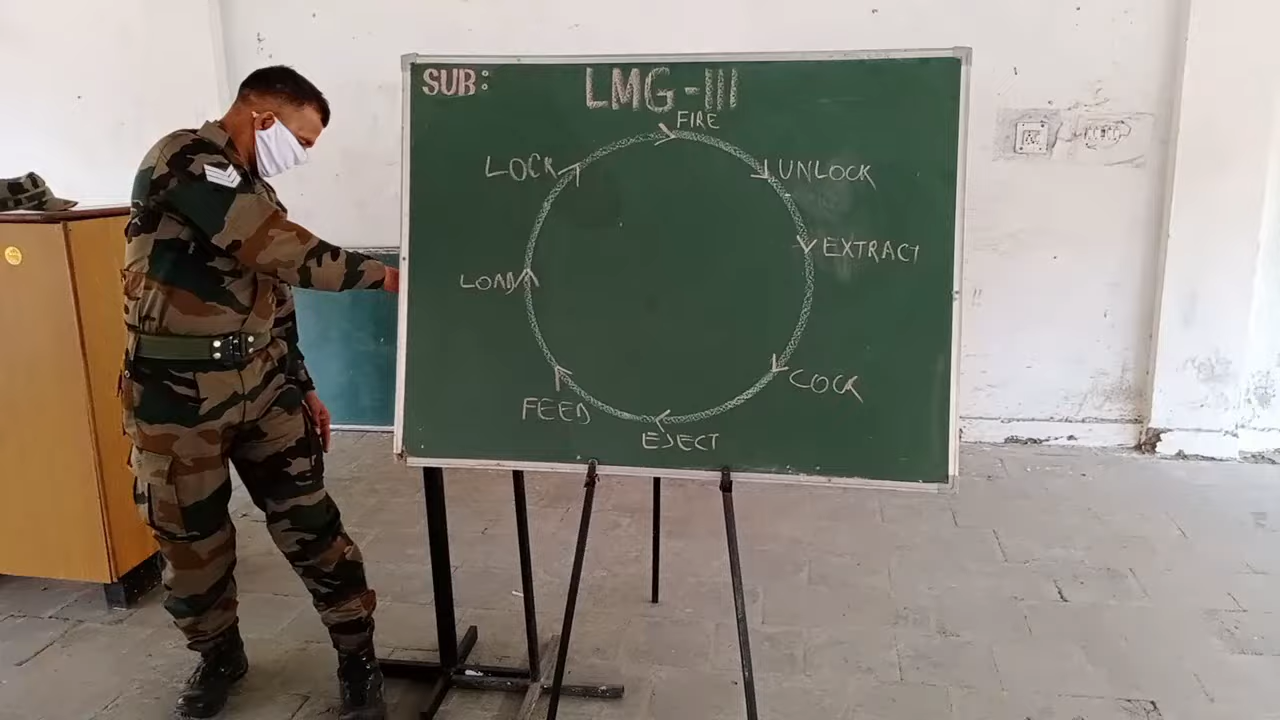 SUB:
LMG-III
FIRE
UNLOCK
EXTRACT
COCK
EJECT
FEED
LOAD
LOCK